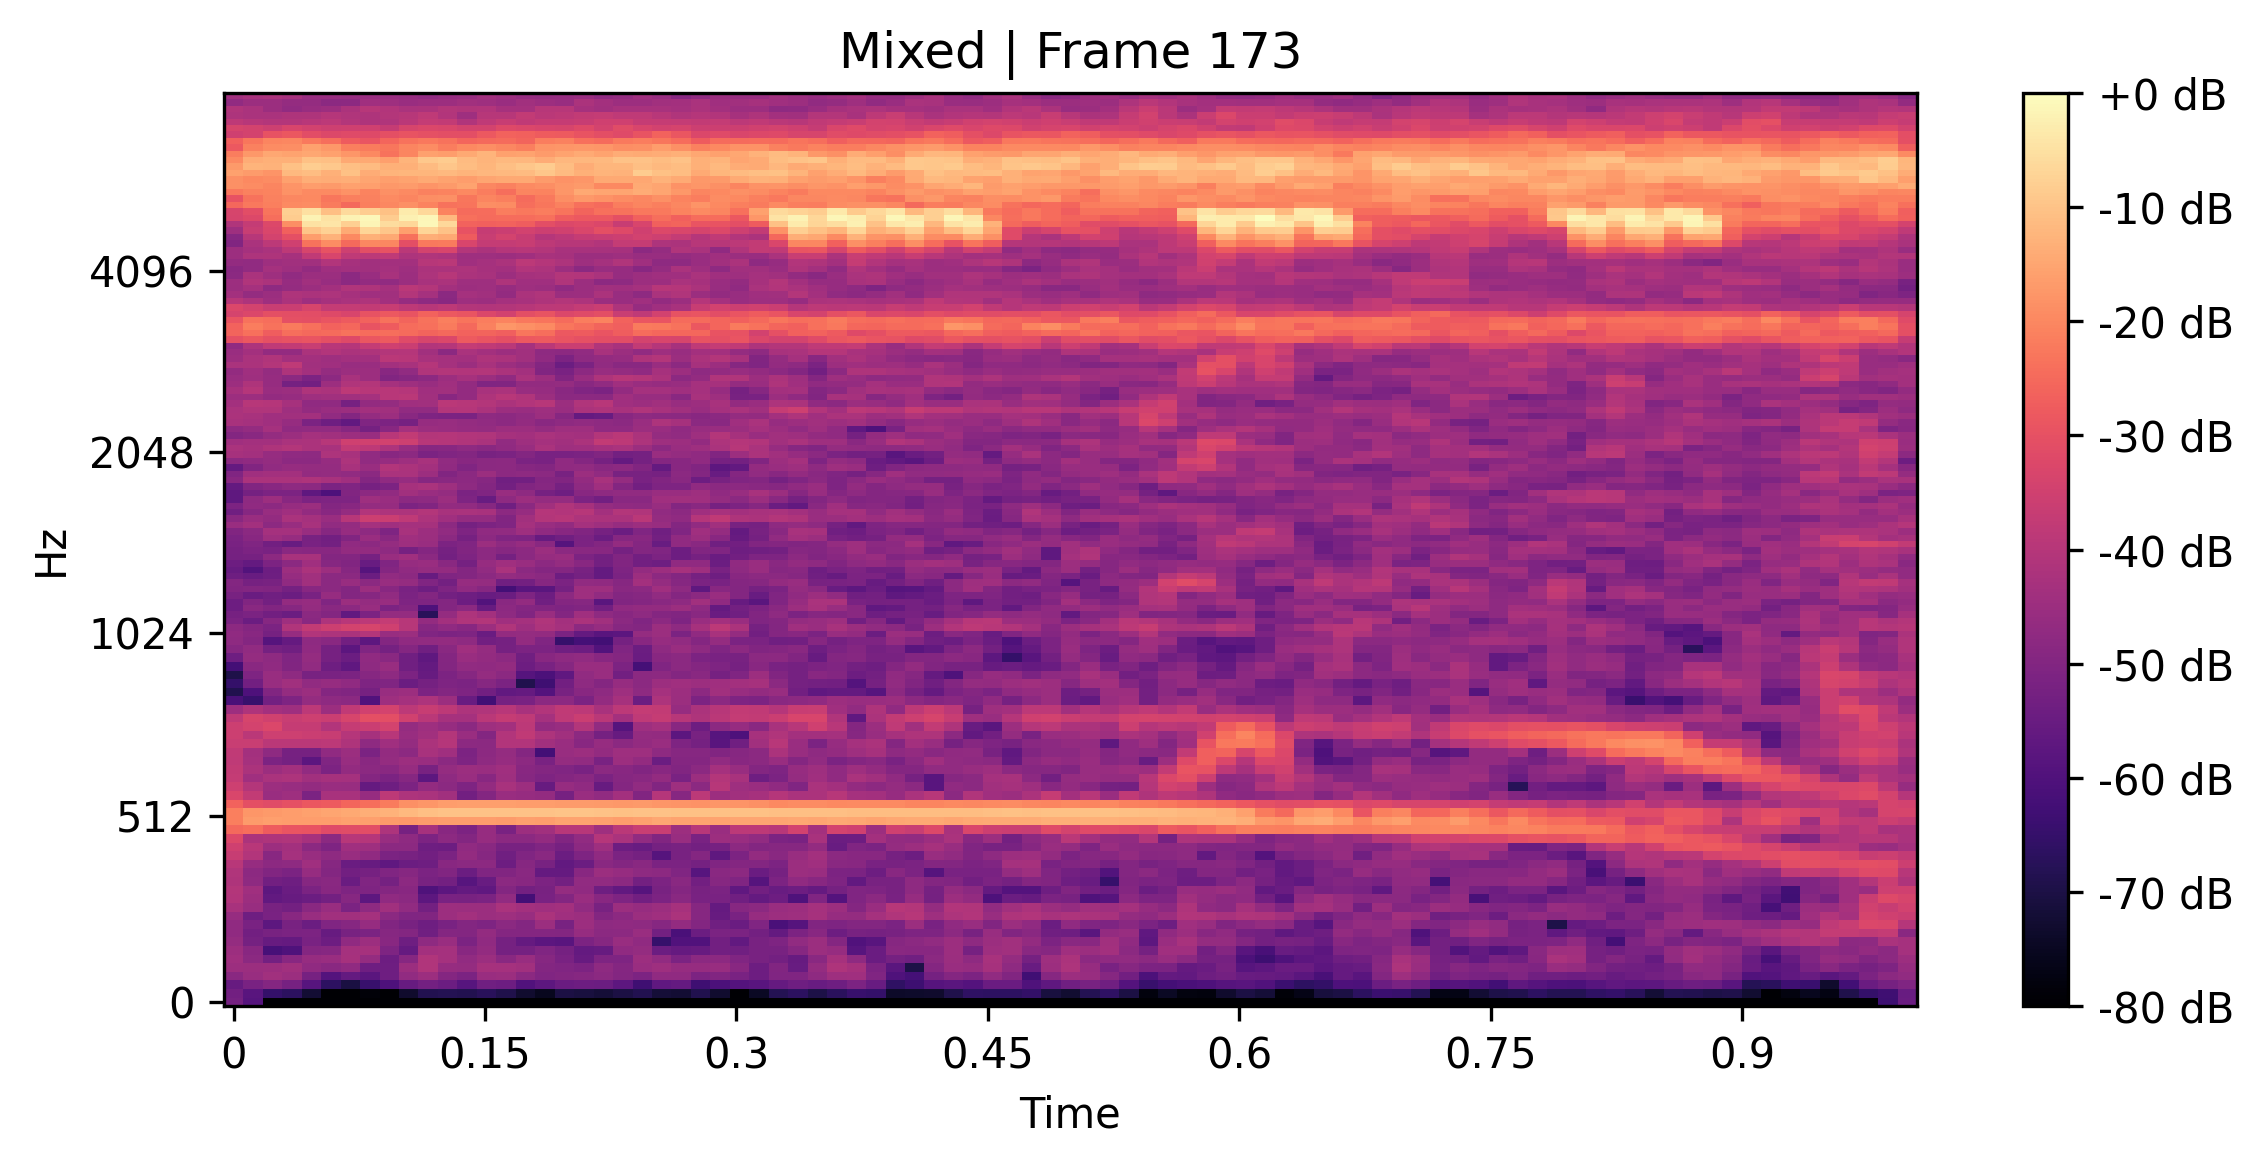 Mixed | Frame 173
+0 dB
-10 dB
-20 dB
-30 dB
-40 dB
-50 dB
-60 dB
-70 dB
-80 dB
Hz
4096
2048
1024
512
0
0 0.15 0.3 0.45 0.6 0.75 0.9
Time